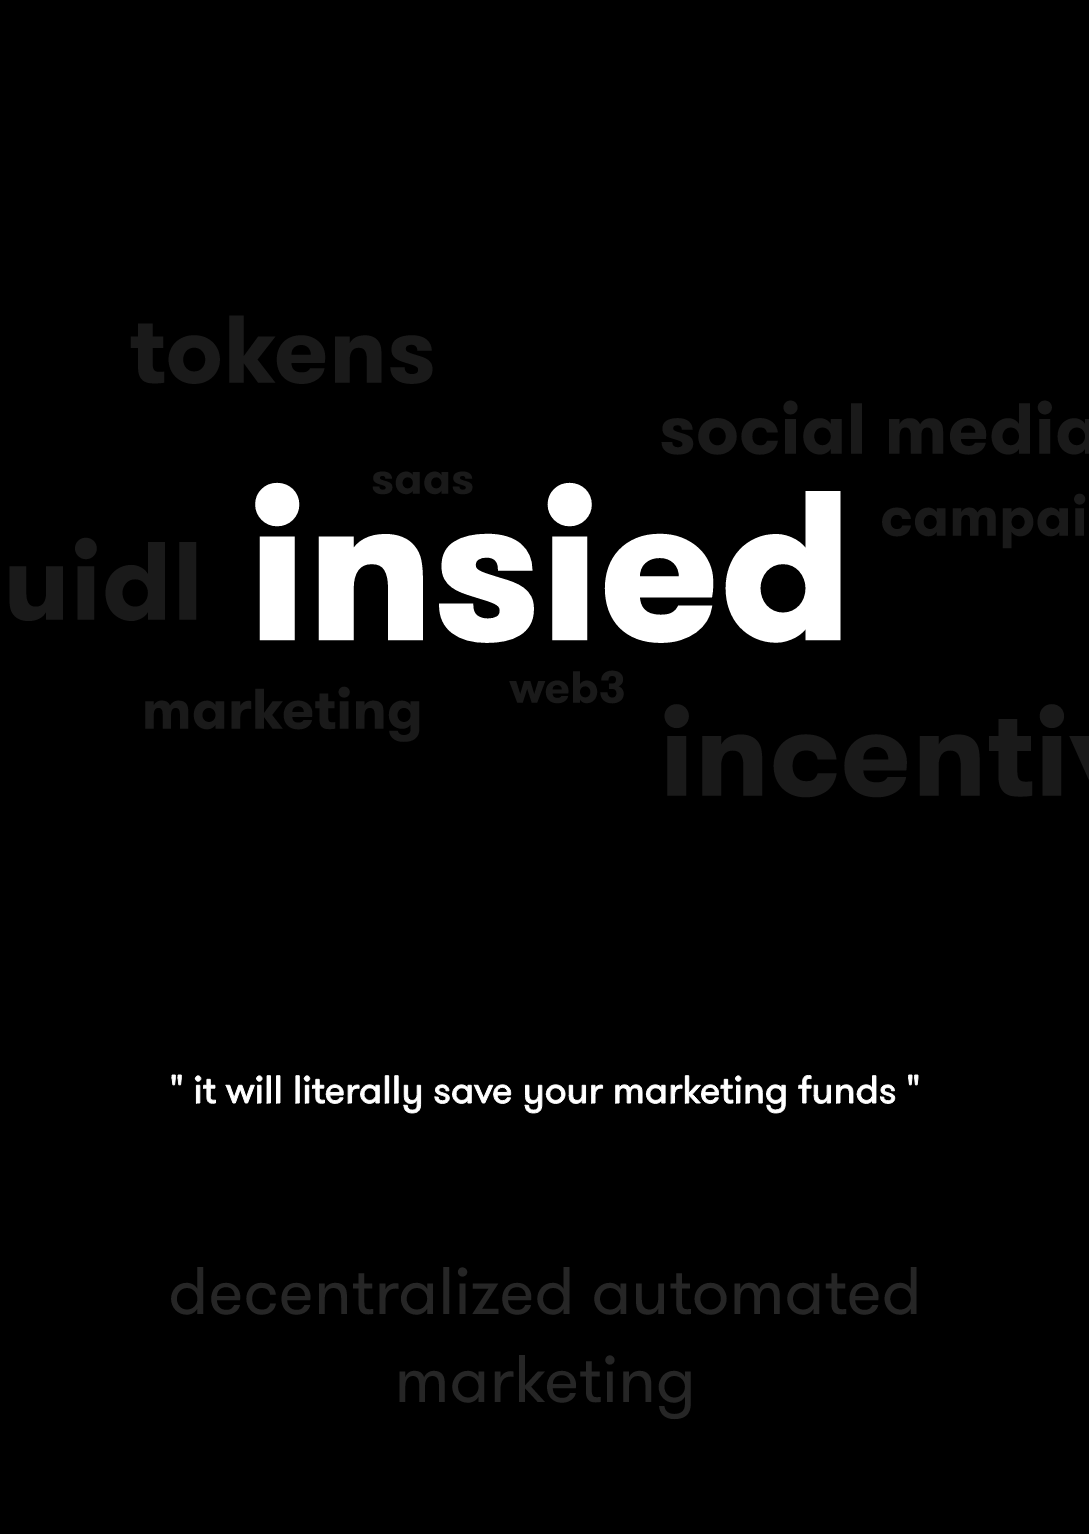 tokens
social media
saas
campai
insied
uidl
web3
marketing
incentiv
" it will literally save your marketing funds "
decentralized automated
marketing